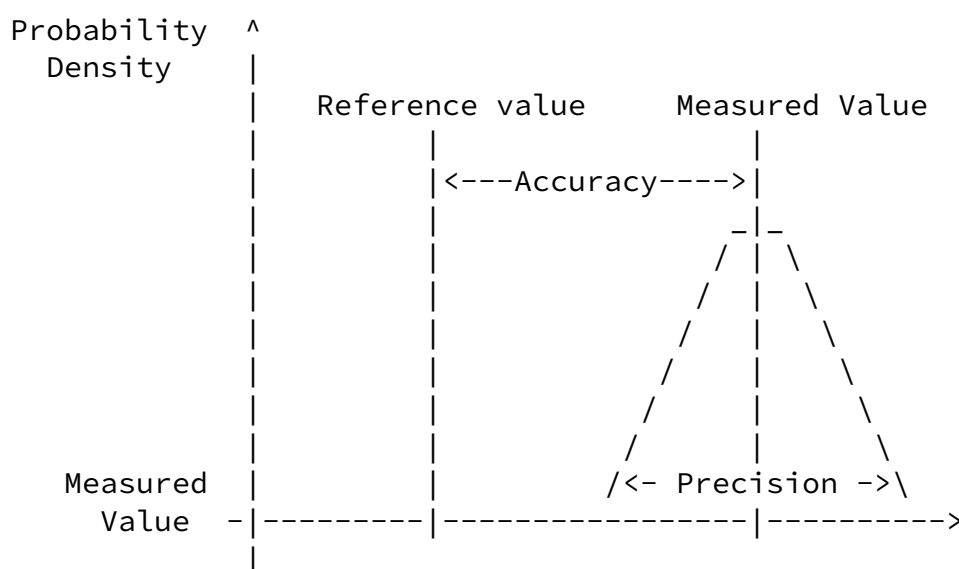 Probability
Density
Reference value Measured Value
Accuracy
Precision
Measured
Value